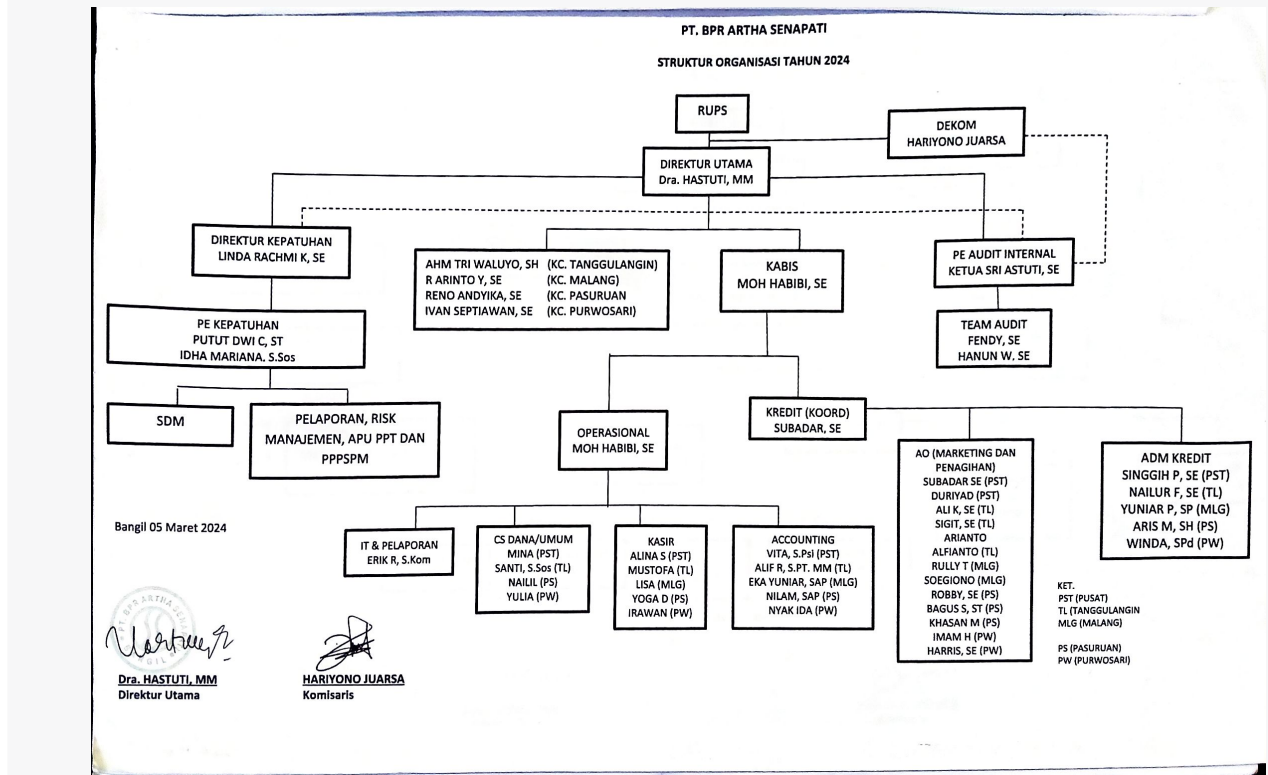 PT. BPR ARTHA SENAPATI
STRUKTUR ORGANISASI TAHUN 2024
RUPS
DEKOM
HARIYONO JUARSA
DIREKTUR UTAMA
Dra. HASTUTI, MM
DIREKTUR KEPATUHAN
LINDA RACHMI K, SE
AHM TRI WALUYO, SH (KC. TANGGULANGIN)
R ARINTO Y, SE (KC. MALANG)
RENO ANDYIKA, SE (KC. PASURUAN
IVAN SEPTIAWAN, SE (KC. PURWOSARI)
KABIS
MOH HABIBI, SE
PE AUDIT INTERNAL
KETUA SRI ASTUTI, SE
PE KEPATUHAN
PUTUT DWI C, ST
IDHA MARIANA. S.Sos
TEAM AUDIT
FENDY, SE
HANUN W. SE
SDM
PELAPORAN, RISK
MANAJEMEN, APU PPT DAN
PPPSPM
OPERASIONAL
MOH HABIBI, SE
KREDIT (KOORD)
SUBADAR, SE
AO (MARKETING DAN
PENAGIHAN)
SUBADAR SE (PST)
DURIYAD (PST)
ALI K, SE (TL)
SIGIT, SE (TL)
ARIANTO
ALFIANTO (TL)
RULLY T (MLG)
SOEGIONO (MLG)
ROBBY, SE (PS)
BAGUS S, ST (PS)
KHASAN M (PS)
IMAM H (PW)
HARRIS, SE (PW)
ADM KREDIT
SINGGIH P, SE (PST)
NAILUR F, SE (TL)
YUNIAR P, SP (MLG)
ARIS M, SH (PS)
WINDA, SPd (PW)
IT & PELAPORAN
ERIK R, S.Kom
CS DANA/UMUM
MINA (PST)
SANTI, S.Sos (TL)
NAILIL (PS)
YULIA (PW)
KASIR
ALINA S (PST)
MUSTOFA (TL)
LISA (MLG)
YOGA D (PS)
IRAWAN (PW)
ACCOUNTING
VITA, S.Psi (PST)
ALIF R, S.PT. MM (TL)
EKA YUNIAR, SAP (MLG)
NILAM, SAP (PS)
NYAK IDA (PW)
KET.
PST (PUSAT)
TL (TANGGULANGIN
MLG (MALANG)
PS (PASURUAN)
PW (PURWOSARI)
Bangil 05 Maret 2024
Dra. HASTUTI, MM
Direktur Utama
HARIYONO JUARSA
Komisaris